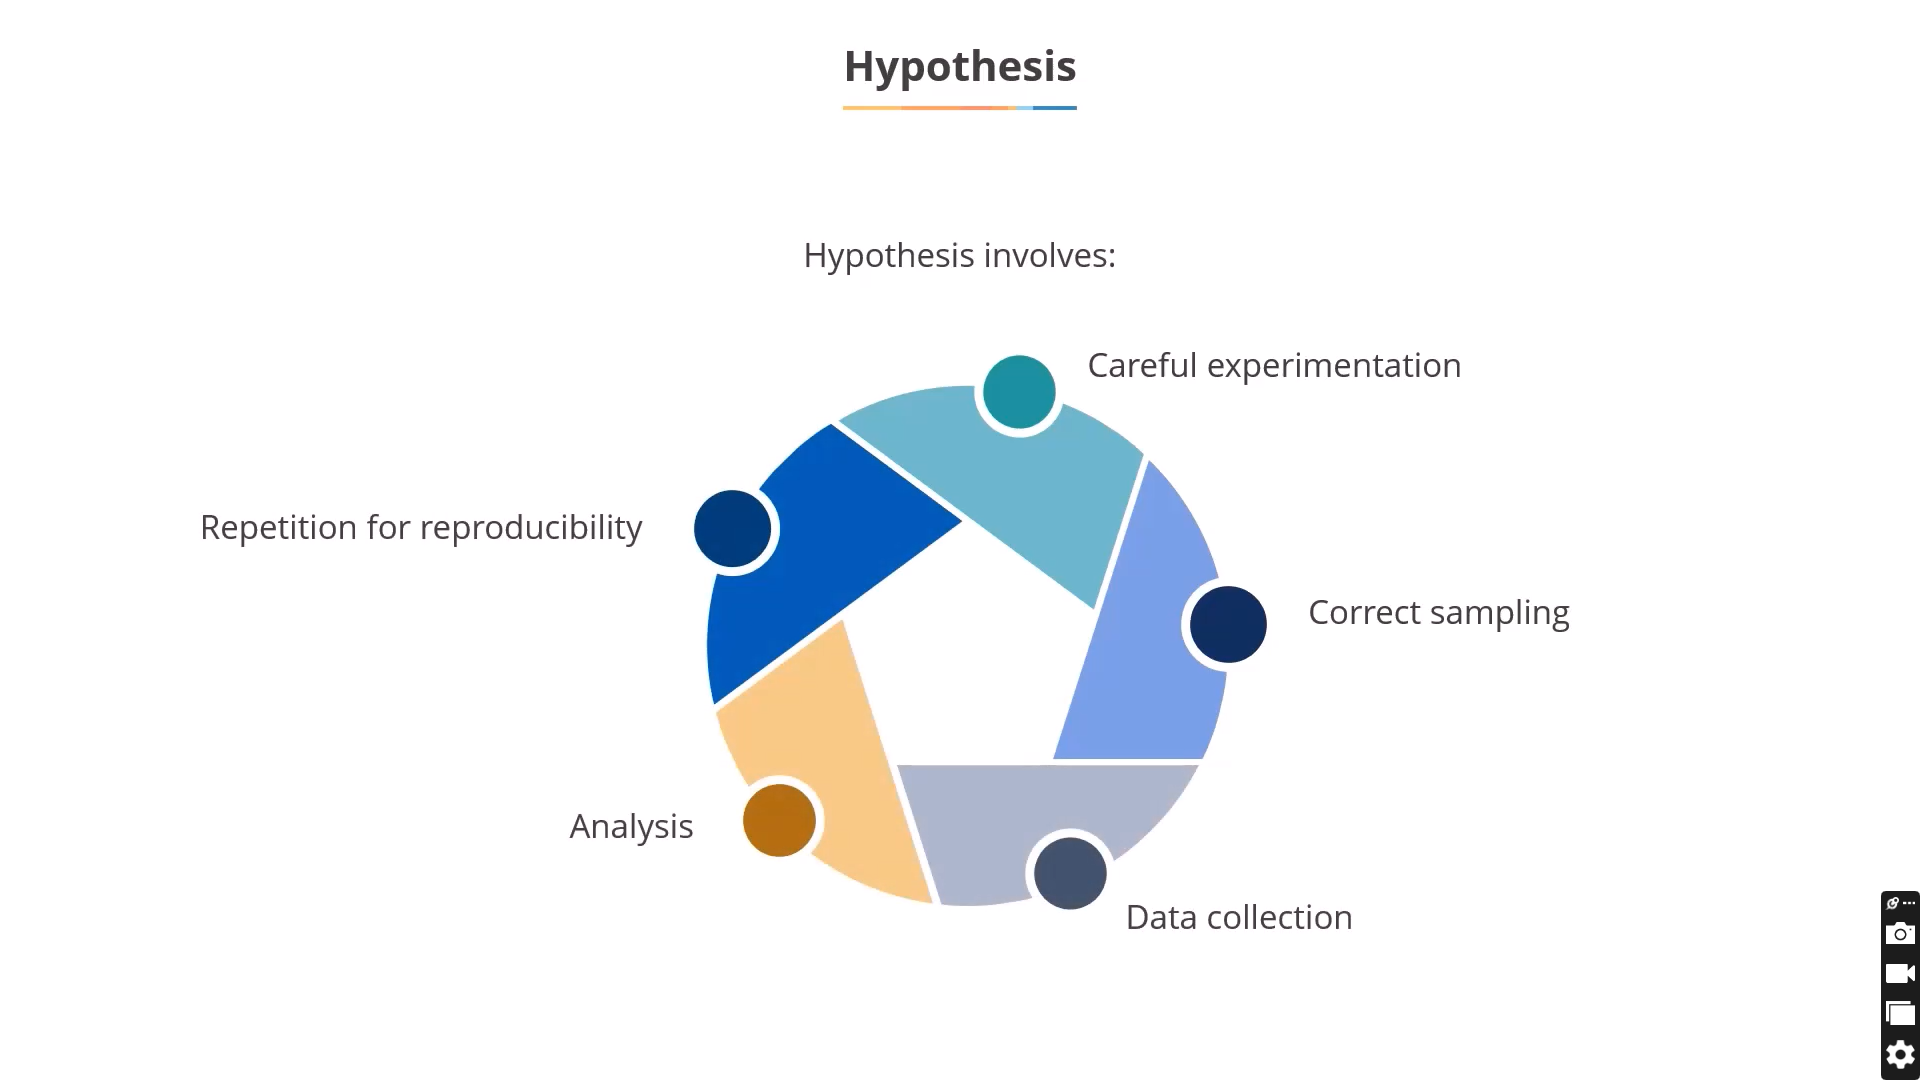 Hypothesis
Hypothesis involves:
Careful experimentation
Correct sampling
Data collection
Analysis
Repetition for reproducibility